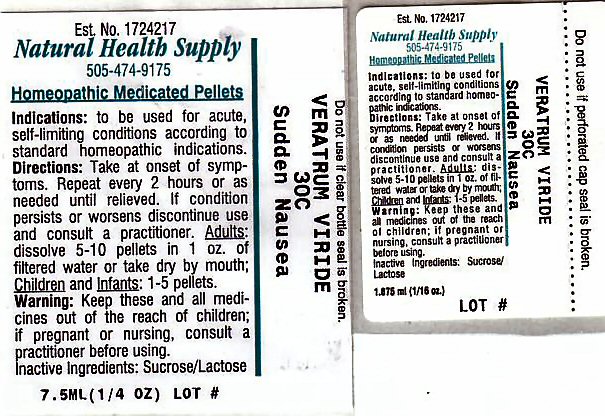 Est. No. 1724217
Natural Health Supply
505-474-9175
Homeopathic Medicated Pellets
Indications: to be used for acute,
self-limiting conditions according to
standard homeopathic indications.
Directions: Take at onset of symp-
toms. Repeat every 2 hours or as
needed until relieved. If condition
persists or worsens discontinue use
and consult a practitioner. Adults:
dissolve 5-10 pellets in 1 oz. of
filtered water or take dry by mouth;
Children and Infants: 1-5 pellets.
Warning: Keep these and all medi-
cines out of the reach of children;
if pregnant or nursing, consult a
practitioner before using.
Inactive Ingredients: Sucrose/Lactose
7.5ML(1/4 OZ) LOT #
Do not use if clear bottle seal is broken.
VERATRUM VIRIDE
30C
Sudden Nausea
Est. No. 1724217
Natural Health Supply
505-474-9175
Homeopathic Medicated Pellets
Indications: to be used for
acute, self-limiting conditions
according to standard homeo-
pathic indications.
Directions: Take at onset of
symptoms. Repeat every 2 hours
or as needed until relieved. If
condition persists or worsens
discontinue use and consult a
practitioner. Adults: dis-
solve 5-10 pellets in 1 oz. of fil-
tered water or take dry by mouth;
Children and Infants: 1-5 pellets.
Warning: Keep these and
all medicines out of the reach
of children; if pregnant or
nursing, consult a practitioner
before using.
Inactive Ingredients: Sucrose/
Lactose
1.875 ml (1/16 oz.)
LOT #
VERATRUM VIRIDE
30C
Sudden Nausea
Do not use if perforated cap seal is broken.